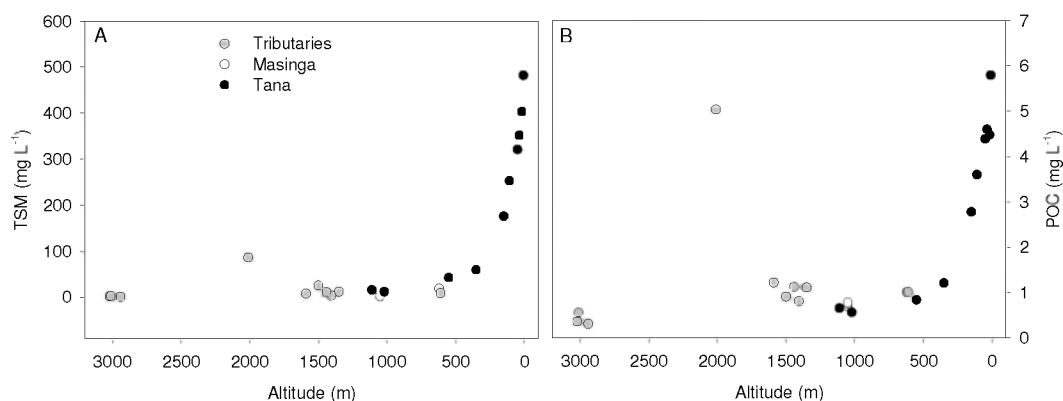 A
B
Tributaries
Masinga
Tana
TSM (mg L⁻¹)
600
500
400
300
200
100
0
3000 2500 2000 1500 1000 500 0
Altitude (m)
3000 2500 2000 1500 1000 500 0
Altitude (m)
7
6
5
4
3
2
1
0
POC (mg L⁻¹)